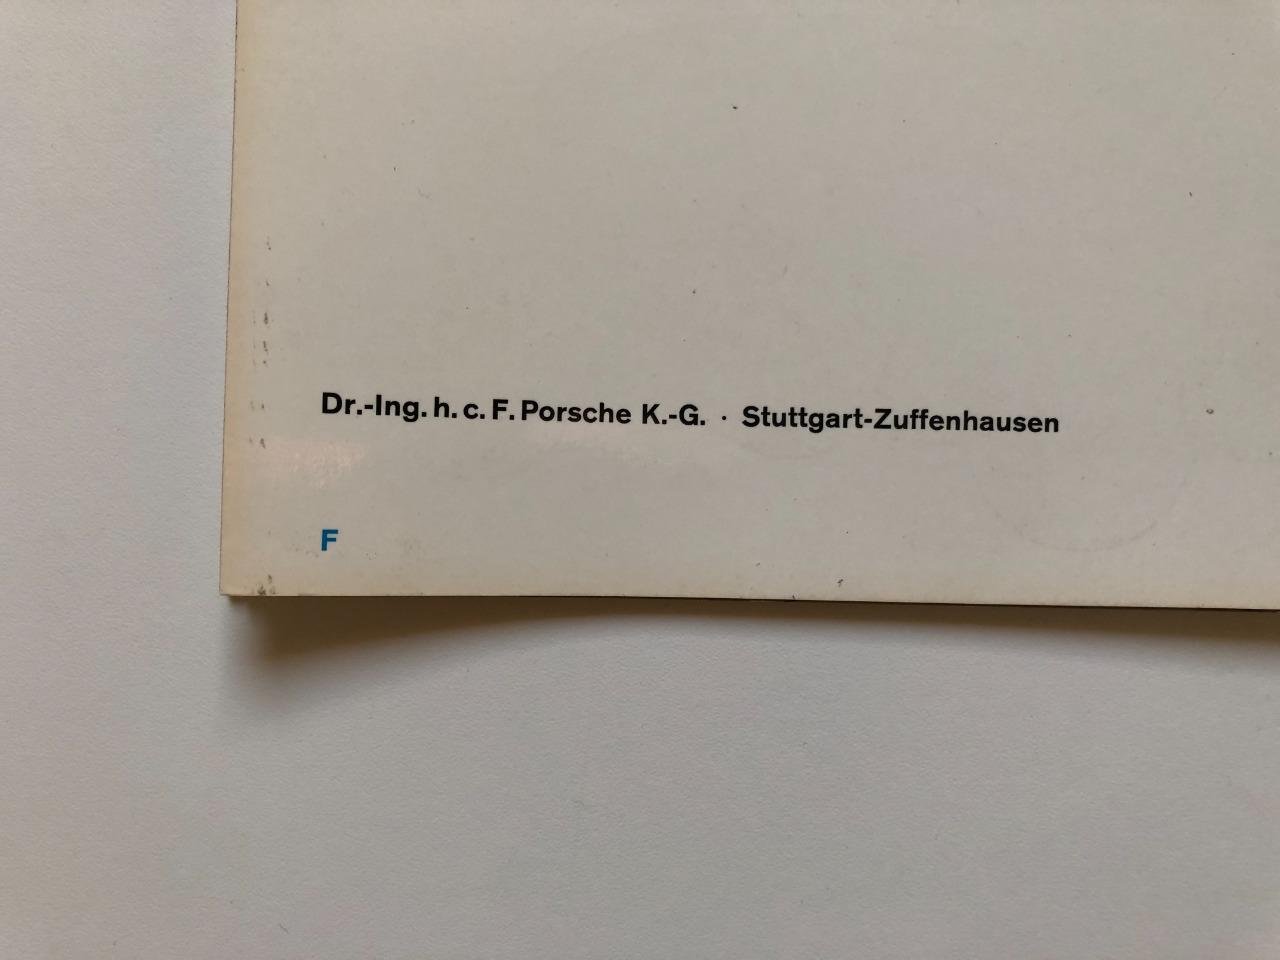 Dr.-Ing. h. c. F. Porsche K.-G. · Stuttgart-Zuffenhausen
F